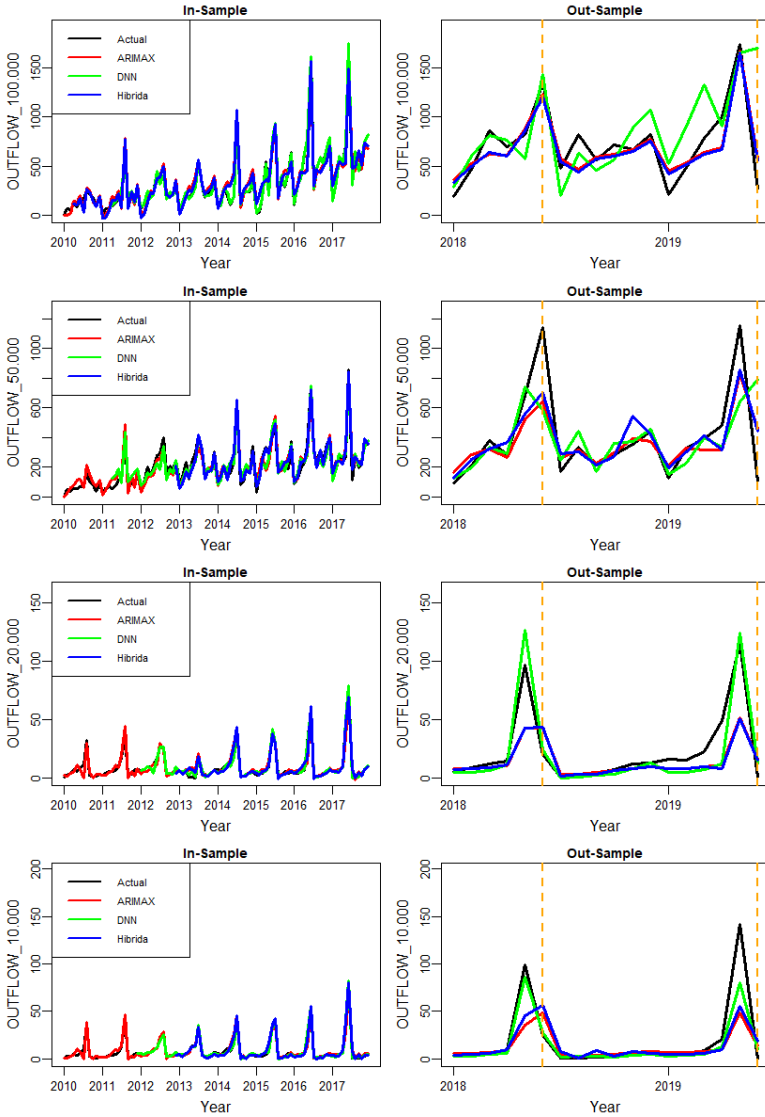 In-Sample
OUTFLOW_100.000
1500
1000
500
0
Actual
ARIMAX
DNN
Hibrida
2010 2011 2012 2013 2014 2015 2016 2017
Year
Out-Sample
OUTFLOW_100.000
1500
1000
500
0
2018 2019
Year
In-Sample
OUTFLOW_50.000
1000
600
200
0
Actual
ARIMAX
DNN
Hibrida
2010 2011 2012 2013 2014 2015 2016 2017
Year
Out-Sample
OUTFLOW_50.000
1000
600
200
0
2018 2019
Year
In-Sample
OUTFLOW_20.000
150
100
50
0
Actual
ARIMAX
DNN
Hibrida
2010 2011 2012 2013 2014 2015 2016 2017
Year
Out-Sample
OUTFLOW_20.000
150
100
50
0
2018 2019
Year
In-Sample
OUTFLOW_10.000
200
150
100
50
0
Actual
ARIMAX
DNN
Hibrida
2010 2011 2012 2013 2014 2015 2016 2017
Year
Out-Sample
OUTFLOW_10.000
200
150
100
50
0
2018 2019
Year